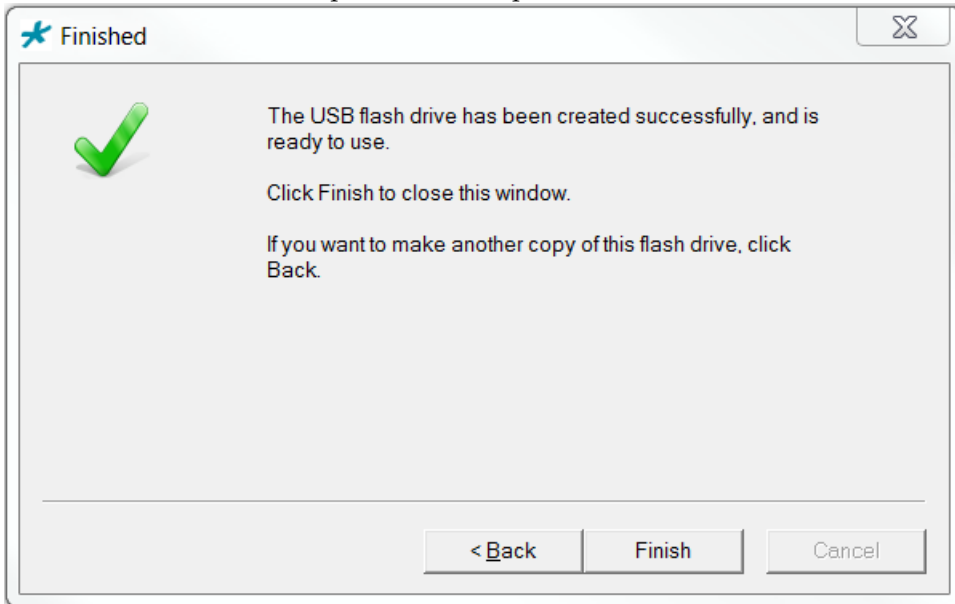 Finished
The USB flash drive has been created successfully, and is
ready to use.
Click Finish to close this window.
If you want to make another copy of this flash drive, click
Back.
< Back
Finish
Cancel